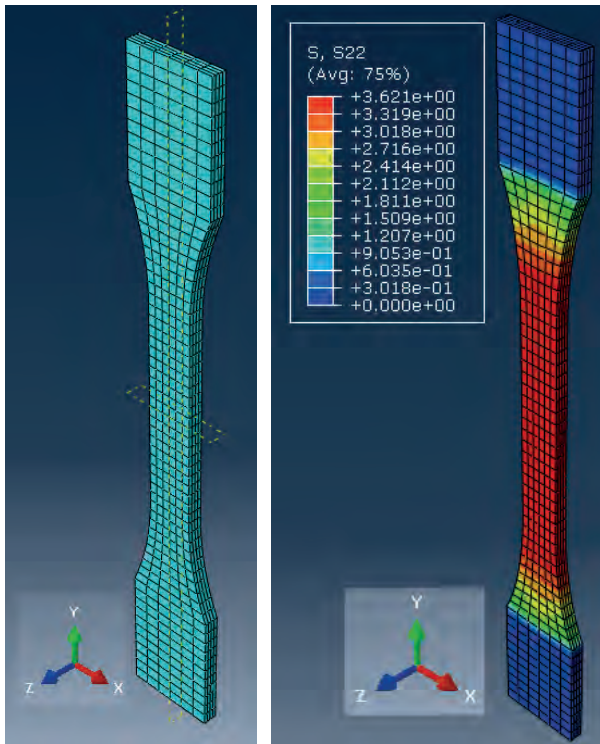 S, S22
(Avg: 75%)
+3.621e+00
+3.319e+00
+3.018e+00
+2.716e+00
+2.414e+00
+2.112e+00
+1.811e+00
+1.509e+00
+1.207e+00
+9.053e-01
+6.035e-01
+3.018e-01
+0.000e+00
Y
Z
X
Y
Z
X